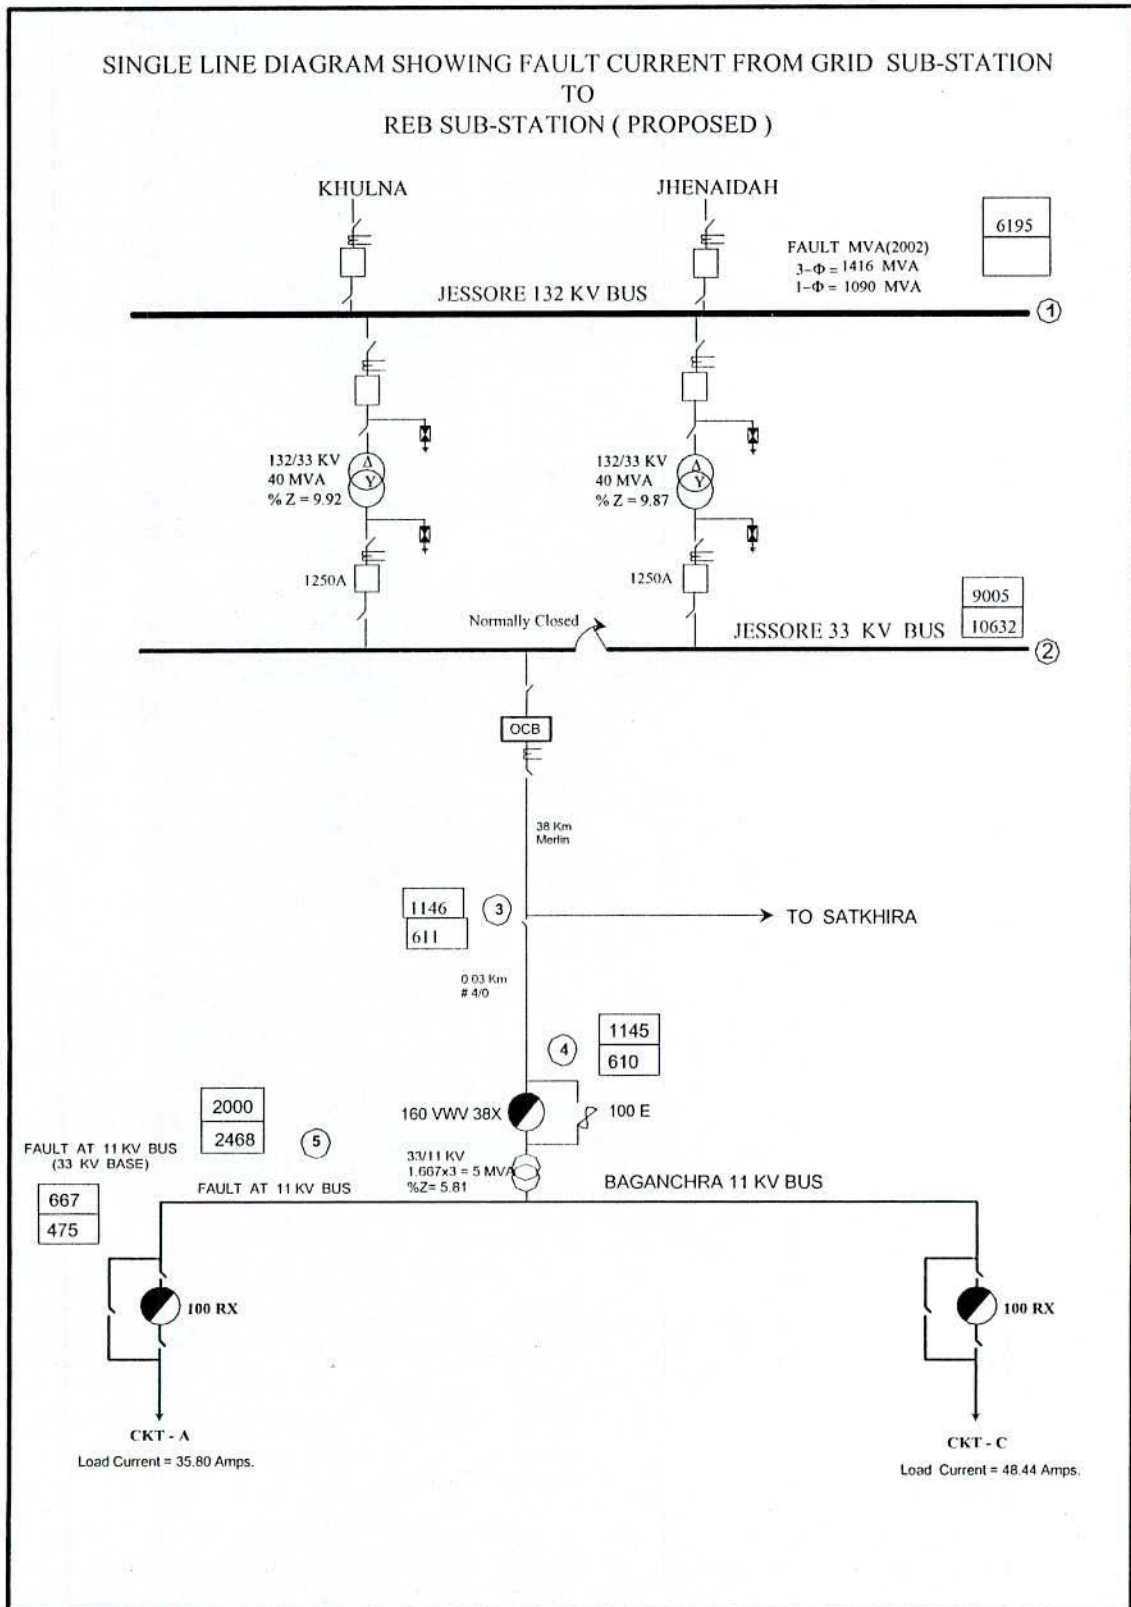 SINGLE LINE DIAGRAM SHOWING FAULT CURRENT FROM GRID SUB-STATION
TO
REB SUB-STATION ( PROPOSED )
KHULNA
JHENAIDAH
6195
FAULT MVA(2002)
3-Φ = 1416 MVA
1-Φ = 1090 MVA
JESSORE 132 KV BUS
1
132/33 KV
40 MVA
% Z = 9.92
Δ
Y
132/33 KV
40 MVA
% Z = 9.87
Δ
Y
1250A
1250A
9005
10632
Normally Closed
JESSORE 33 KV BUS
2
OCB
38 Km
Merlin
1146
611
3
TO SATKHIRA
0.03 Km
# 4/0
4
1145
610
160 VWV 38X
100 E
2000
2468
5
FAULT AT 11 KV BUS
(33 KV BASE)
667
475
FAULT AT 11 KV BUS
33/11 KV
1.667x3 = 5 MVA
%Z= 5.81
BAGANCHRA 11 KV BUS
100 RX
100 RX
CKT - A
Load Current = 35.80 Amps.
CKT - C
Load Current = 48.44 Amps.